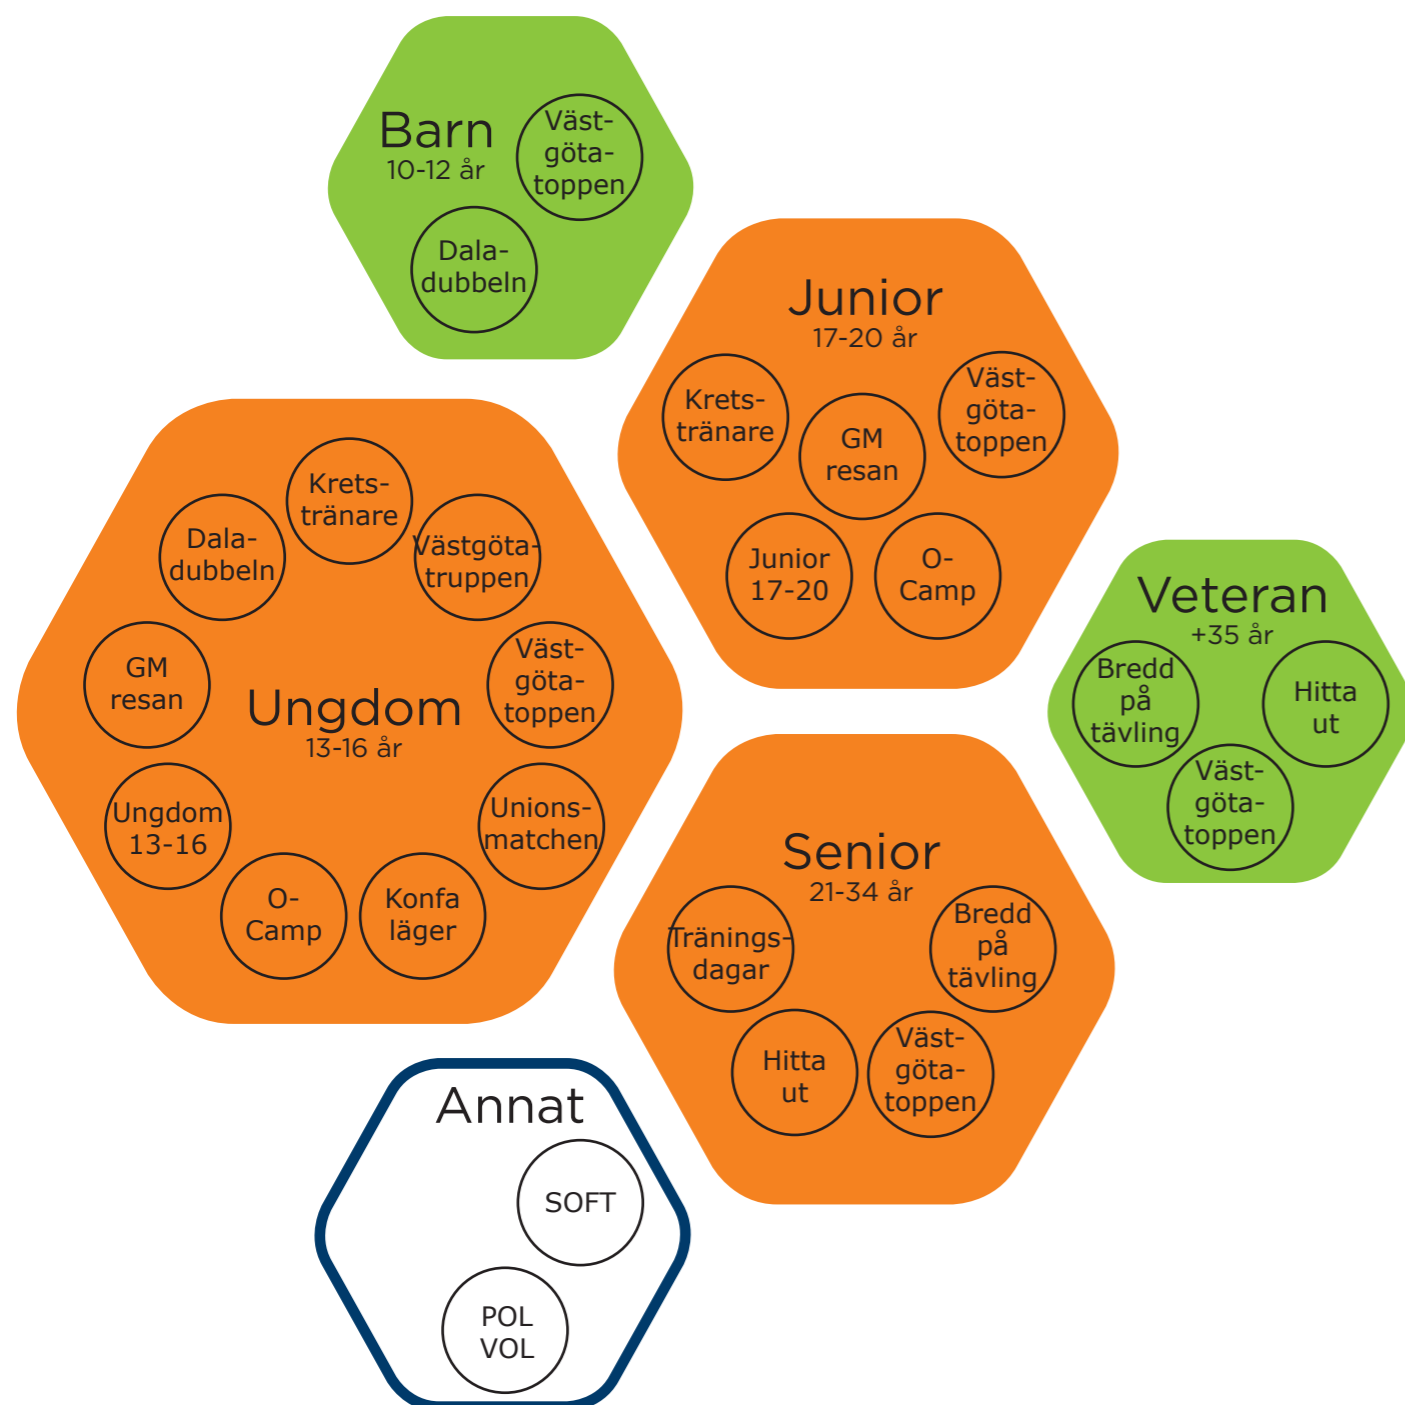 Barn
10-12 år
Väst-
göta-
toppen
Dala-
dubbeln
Junior
17-20 år
Krets-
tränare
GM
resan
Väst-
göta-
toppen
Junior
17-20
O-
Camp
Ungdom
13-16 år
Krets-
tränare
Dala-
dubbeln
Västgöta-
truppen
GM
resan
Väst-
göta-
toppen
Ungdom
13-16
Unions-
matchen
O-
Camp
Konfa
läger
Veteran
+35 år
Bredd
på
tävling
Hitta
ut
Väst-
göta-
toppen
Senior
21-34 år
Tränings-
dagar
Bredd
på
tävling
Hitta
ut
Väst-
göta-
toppen
Annat
SOFT
POL
VOL